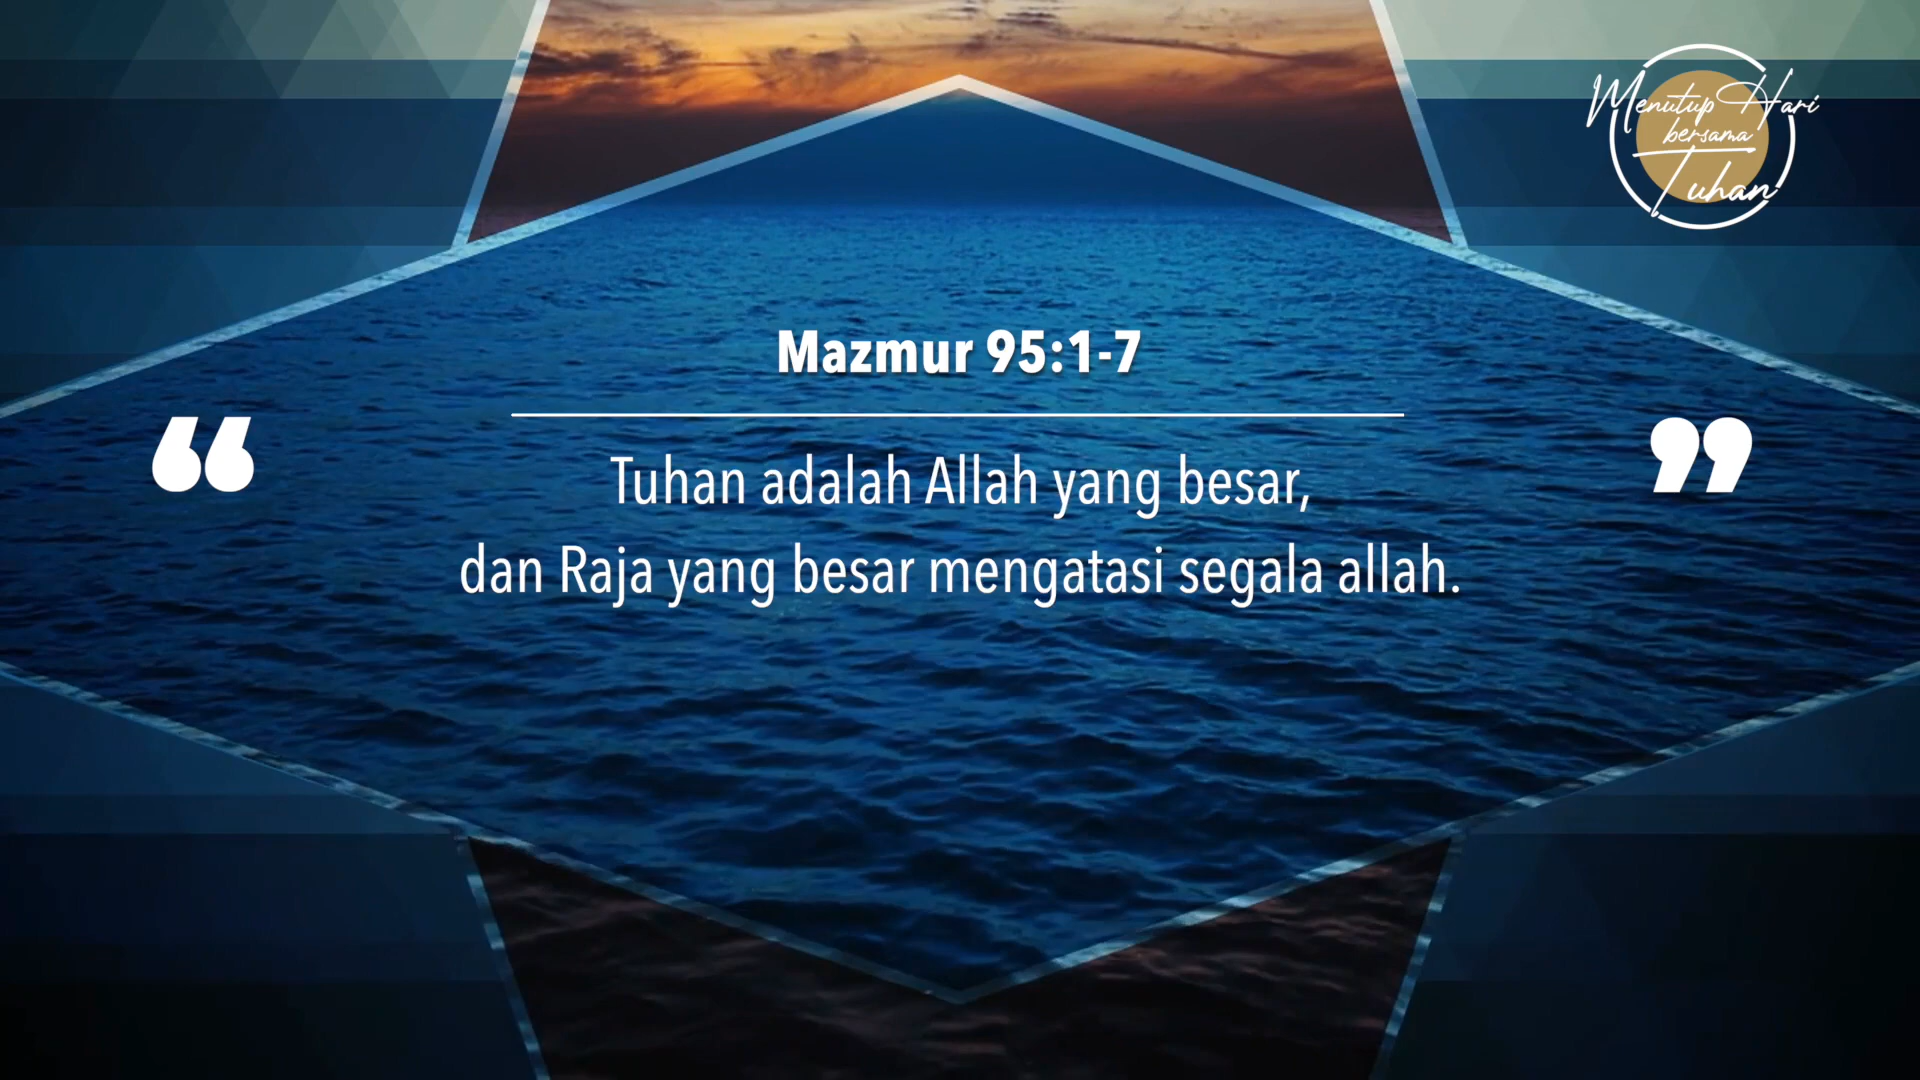 Menutup Hari
bersama
Tuhan
Mazmur 95:1-7
“ ”
Tuhan adalah Allah yang besar,
dan Raja yang besar mengatasi segala allah.